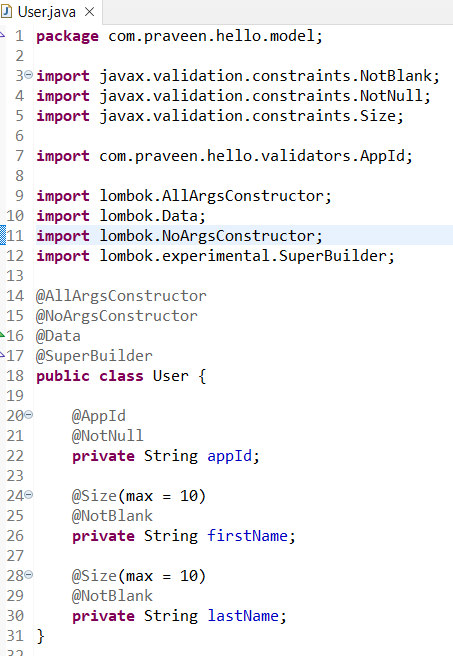 User.java
1 package com.praveen.hello.model;
2
3 import javax.validation.constraints.NotBlank;
4 import javax.validation.constraints.NotNull;
5 import javax.validation.constraints.Size;
6
7 import com.praveen.hello.validators.AppId;
8
9 import lombok.AllArgsConstructor;
10 import lombok.Data;
11 import lombok.NoArgsConstructor;
12 import lombok.experimental.SuperBuilder;
13
14 @AllArgsConstructor
15 @NoArgsConstructor
16 @Data
17 @SuperBuilder
18 public class User {
19
20     @AppId
21     @NotNull
22     private String appId;
23
24     @Size(max = 10)
25     @NotBlank
26     private String firstName;
27
28     @Size(max = 10)
29     @NotBlank
30     private String lastName;
31 }
32